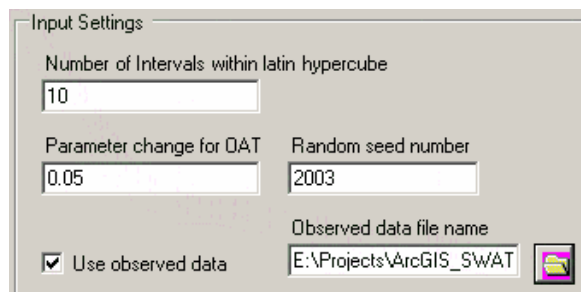 Input Settings
Number of Intervals within latin hypercube
10
Parameter change for OAT Random seed number
0.05 2003
Observed data file name
Use observed data E:\Projects\ArcGIS_SWAT